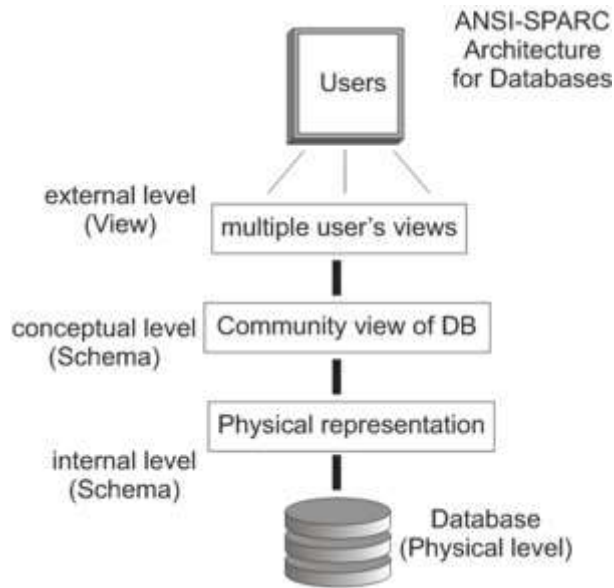 ANSI-SPARC
Architecture
for Databases
Users
external level
(View)
multiple user's views
conceptual level
(Schema)
Community view of DB
Physical representation
internal level
(Schema)
Database
(Physical level)